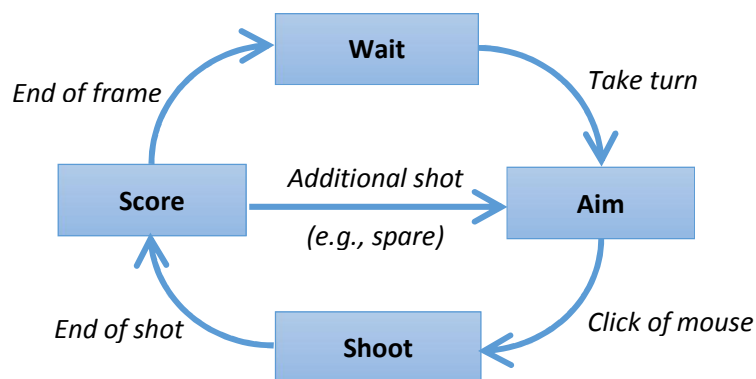 Wait
End of frame
Take turn
Score
Additional shot
(e.g., spare)
Aim
End of shot
Click of mouse
Shoot